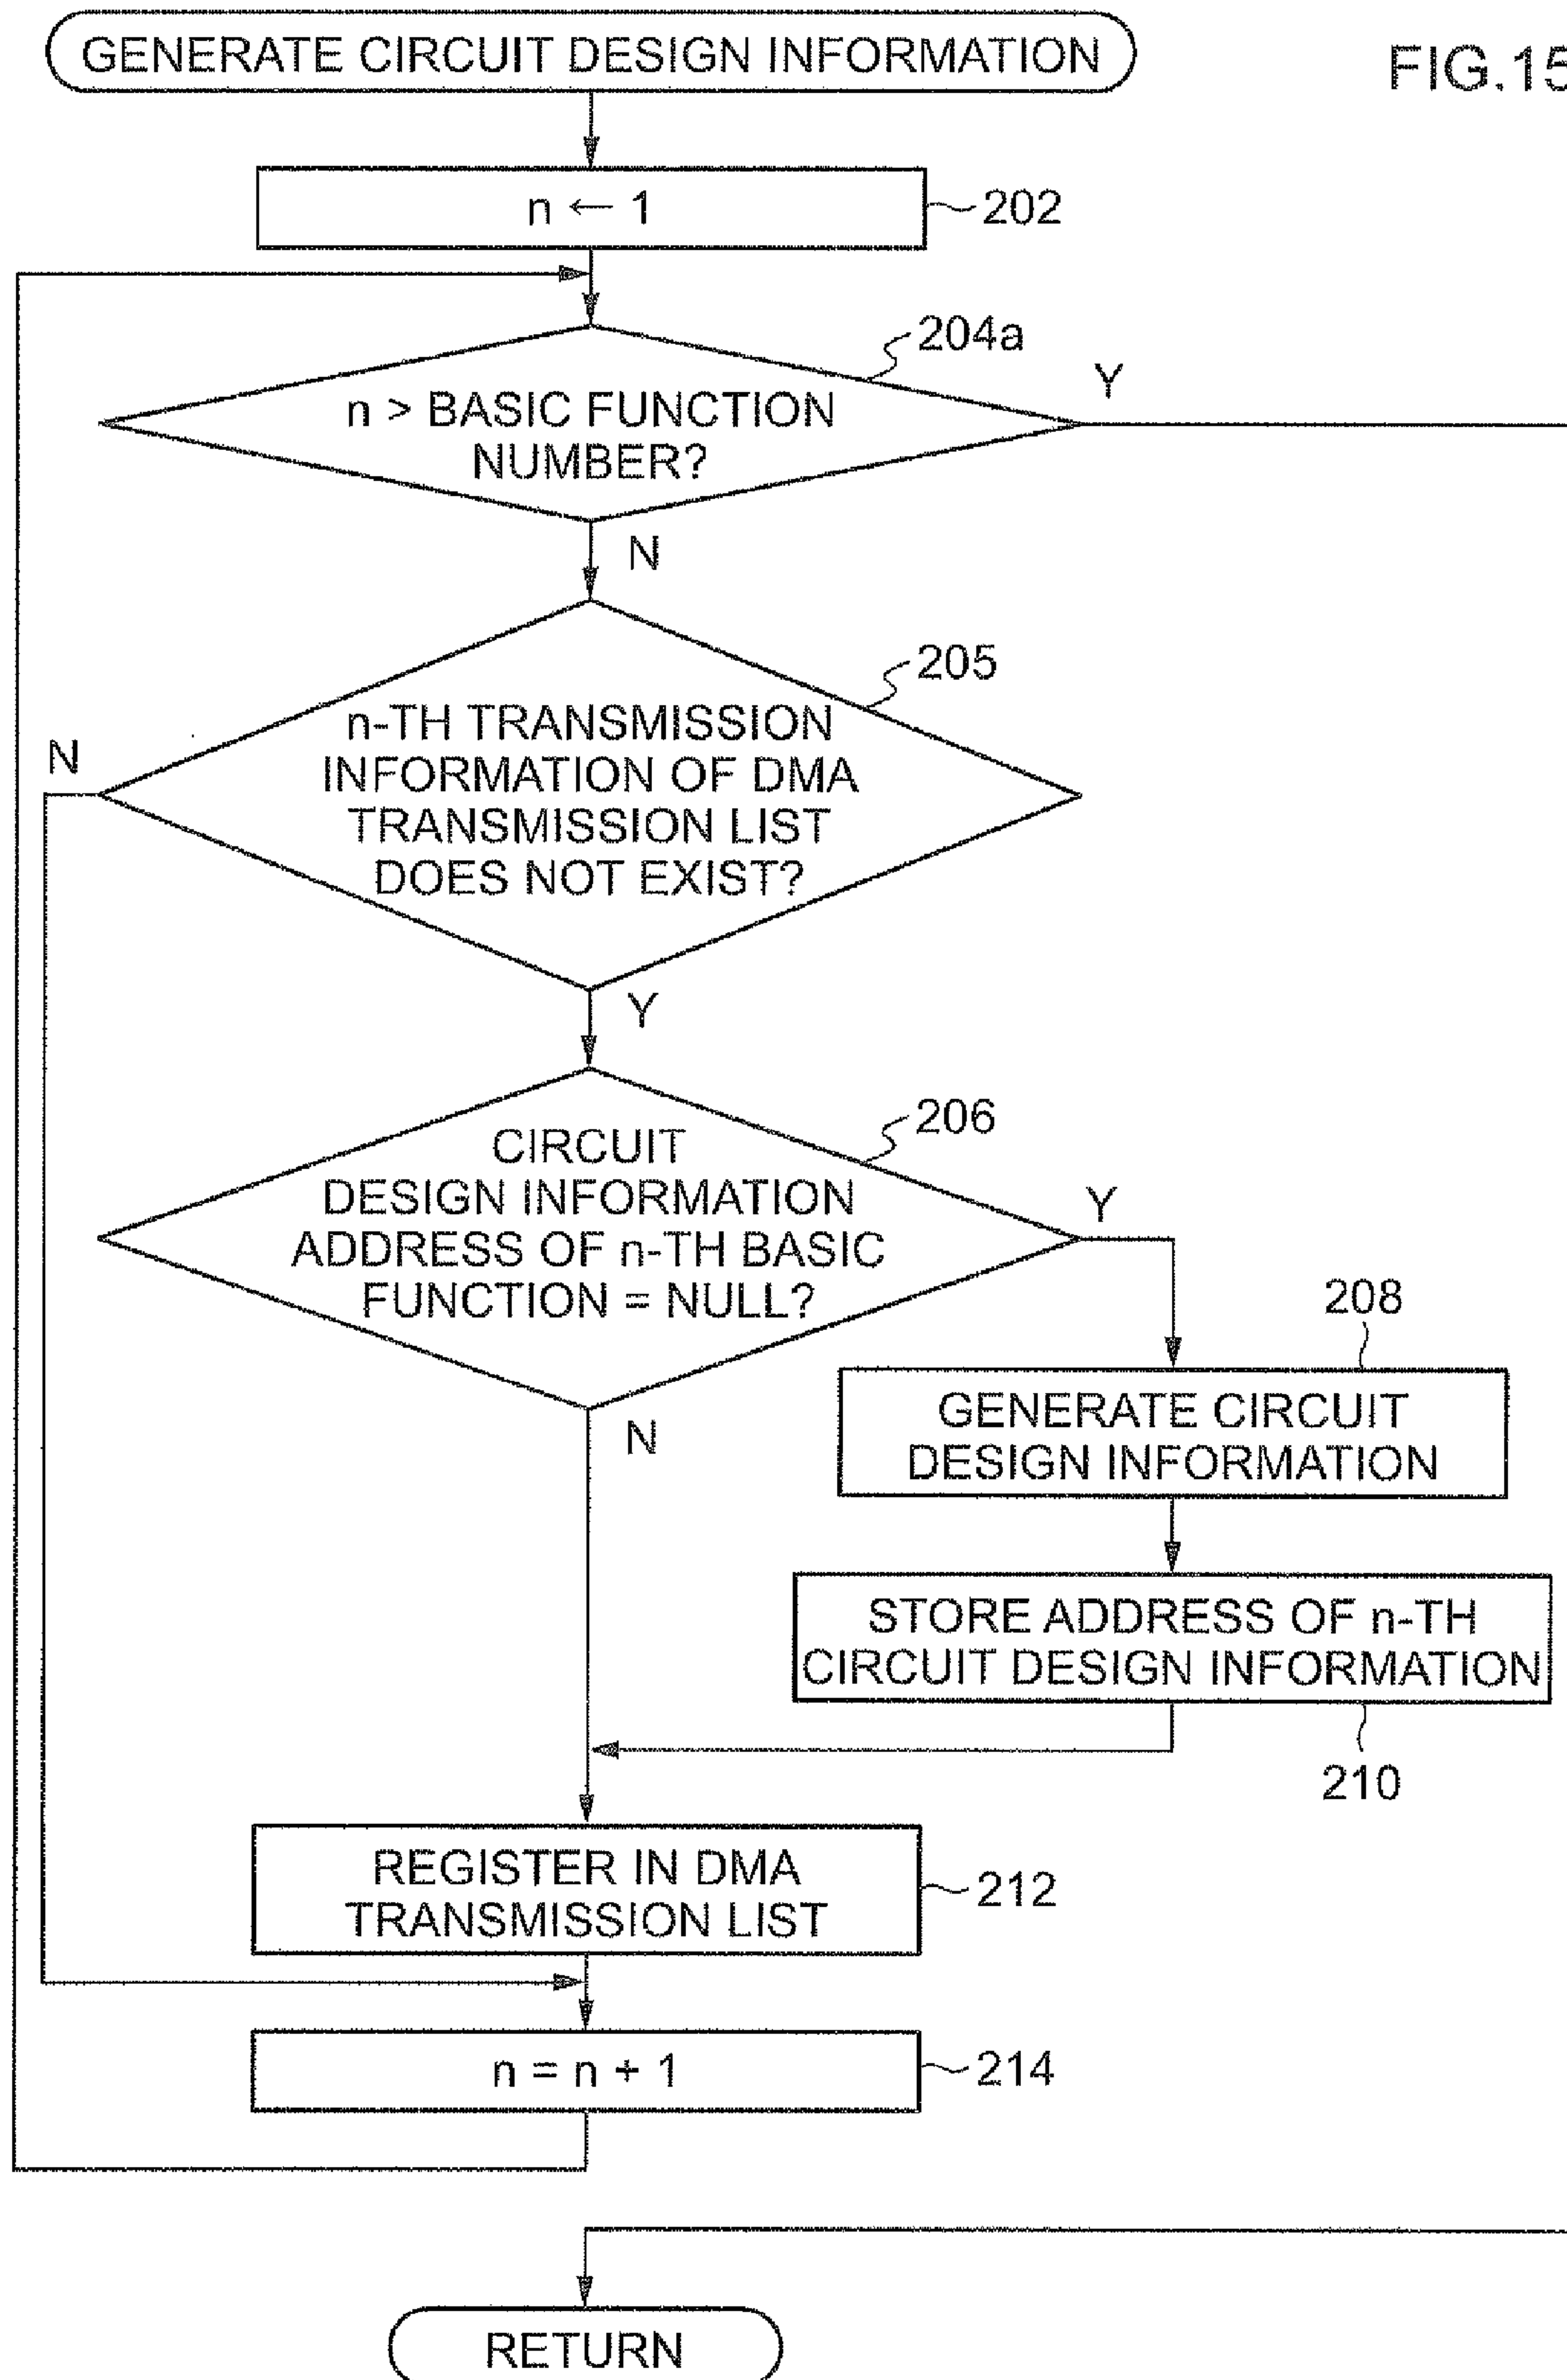 GENERATE CIRCUIT DESIGN INFORMATION
FIG.15
n ← 1
202
204a
n > BASIC FUNCTION
NUMBER?
Y
N
205
n-TH TRANSMISSION
INFORMATION OF DMA
TRANSMISSION LIST
DOES NOT EXIST?
N
Y
206
CIRCUIT
DESIGN INFORMATION
ADDRESS OF n-TH BASIC
FUNCTION = NULL?
Y
N
208
GENERATE CIRCUIT
DESIGN INFORMATION
STORE ADDRESS OF n-TH
CIRCUIT DESIGN INFORMATION
210
REGISTER IN DMA
TRANSMISSION LIST
212
n = n + 1
214
RETURN